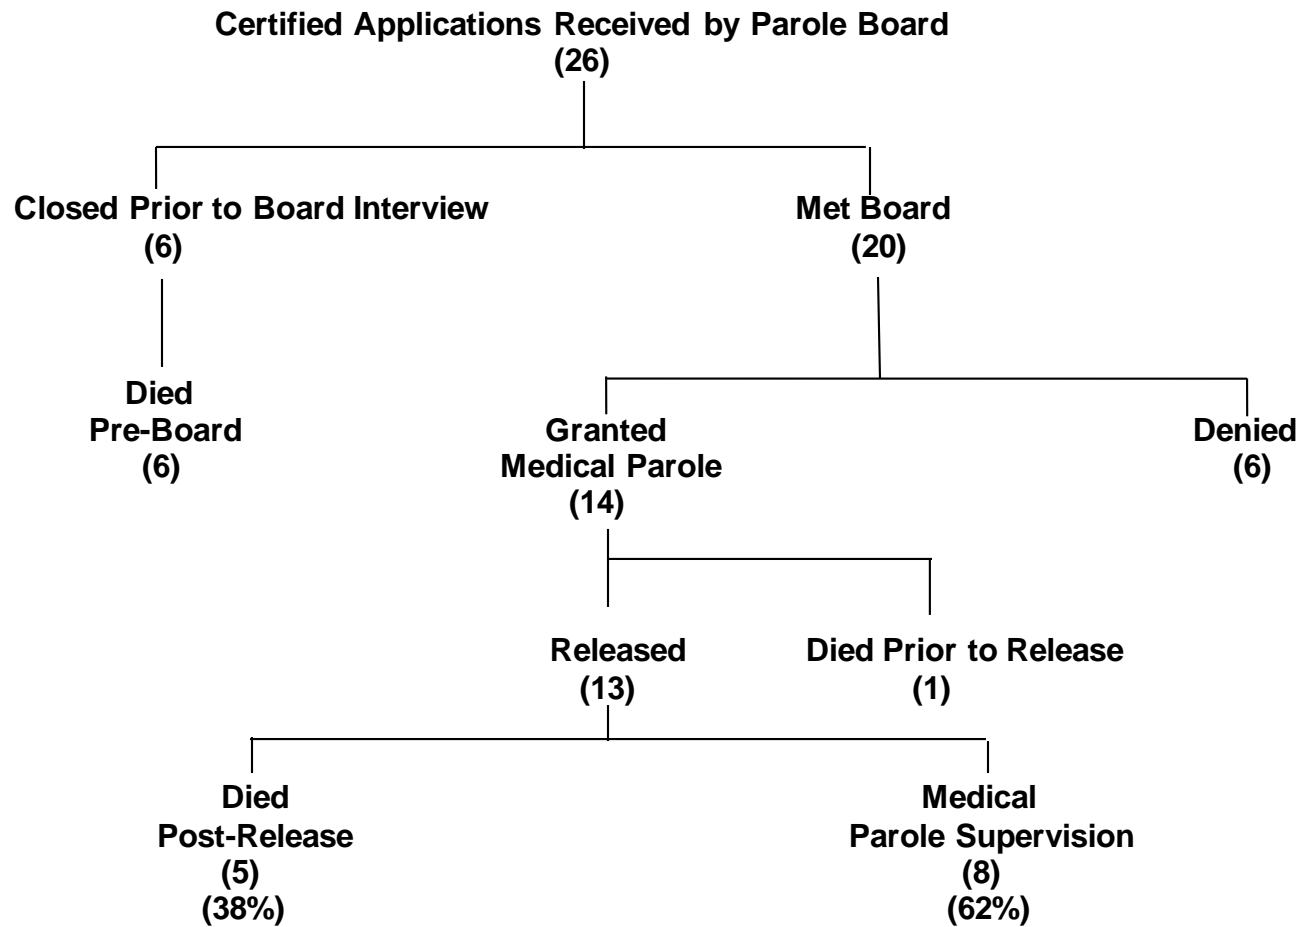 Certified Applications Received by Parole Board
(26)
Closed Prior to Board Interview
(6)
Met Board
(20)
Died
Pre-Board
(6)
Granted
Medical Parole
(14)
Denied
(6)
Released
(13)
Died Prior to Release
(1)
Died
Post-Release
(5)
(38%)
Medical
Parole Supervision
(8)
(62%)